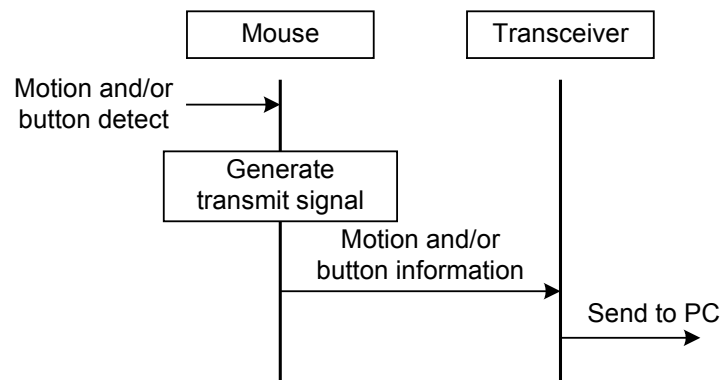 Mouse
Transceiver
Motion and/or
button detect
Generate
transmit signal
Motion and/or
button information
Send to PC